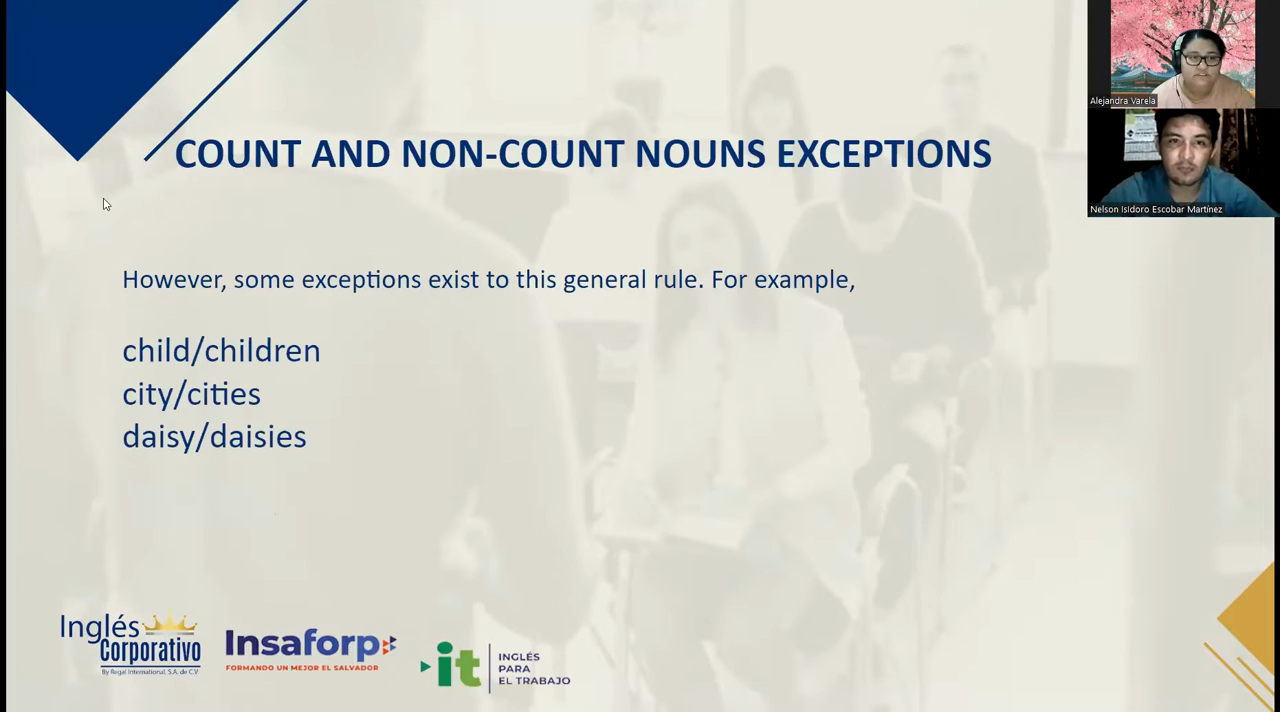 Alejandra Varela
COUNT AND NON-COUNT NOUNS EXCEPTIONS
Nelson IsIdoro Escobar Martínez
However, some exceptions exist to this general rule. For example,
child/children
city/cities
daisy/daisies
Inglés
Corporativo
By Regal International, S.A. de C.V
Insaforp
FORMANDO UN MEJOR EL SALVADOR
it
INGLÉS
PARA
EL TRABAJO